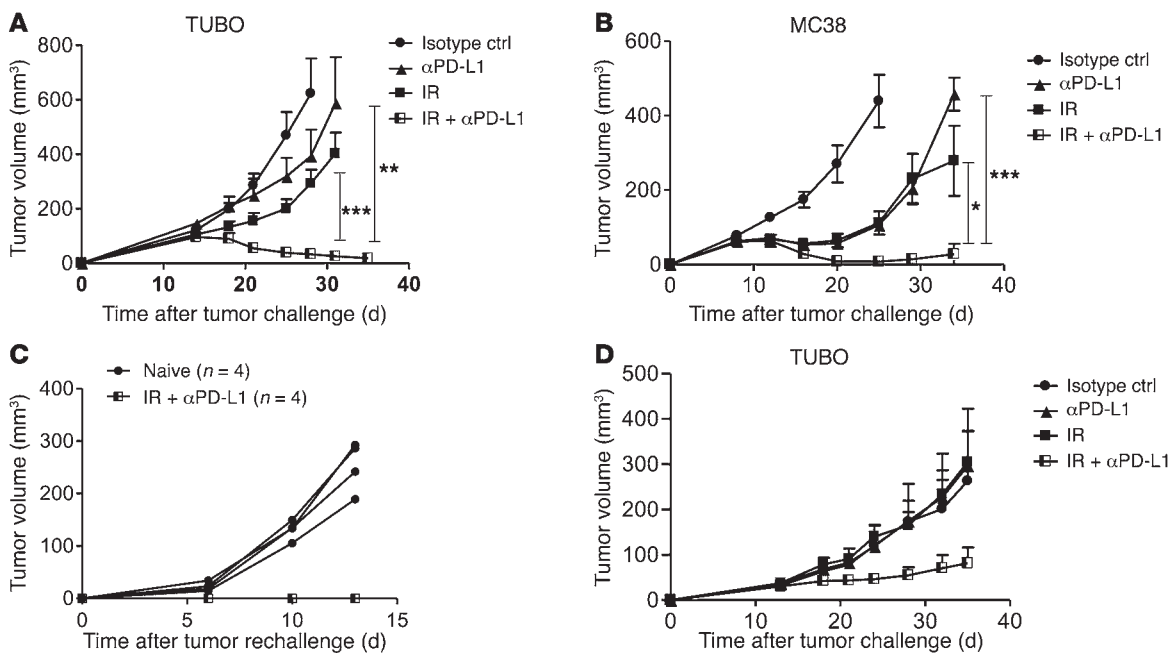 A
TUBO
Tumor volume (mm³)
800
600
400
200
0
0 10 20 30 40
Time after tumor challenge (d)
Isotype ctrl
αPD-L1
IR
IR + αPD-L1
***
**
B
MC38
Tumor volume (mm³)
600
400
200
0
0 10 20 30 40
Time after tumor challenge (d)
Isotype ctrl
αPD-L1
IR
IR + αPD-L1
*
***
C
Naive (n = 4)
IR + αPD-L1 (n = 4)
Tumor volume (mm³)
400
300
200
100
0
0 5 10 15
Time after tumor rechallenge (d)
D
TUBO
Tumor volume (mm³)
500
400
300
200
100
0
0 10 20 30 40
Time after tumor challenge (d)
Isotype ctrl
αPD-L1
IR
IR + αPD-L1